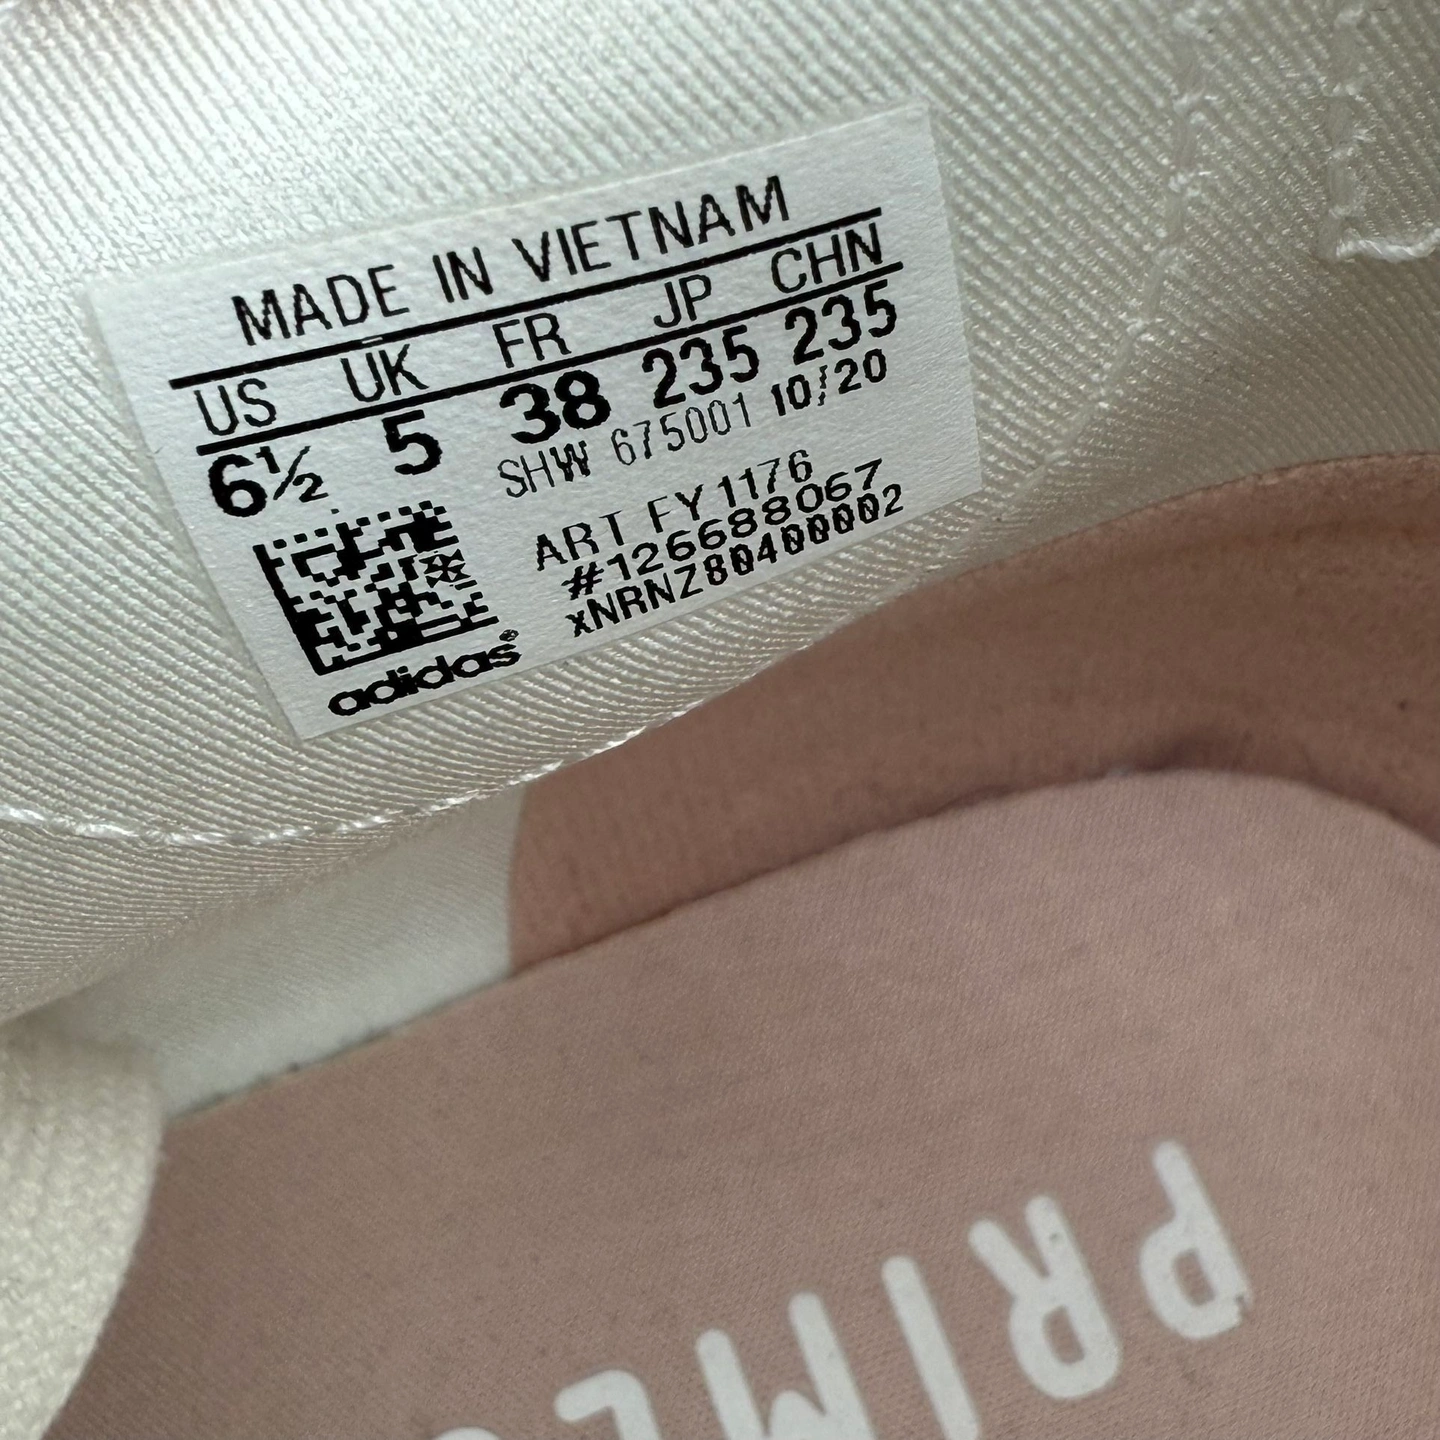 MADE IN VIETNAM
US UK FR JP CHN
6½ 5 38 235 235
SHW 675001 10/20
ART FY1176
#126688067
xNRNZ80400002
adidas®
PRIME